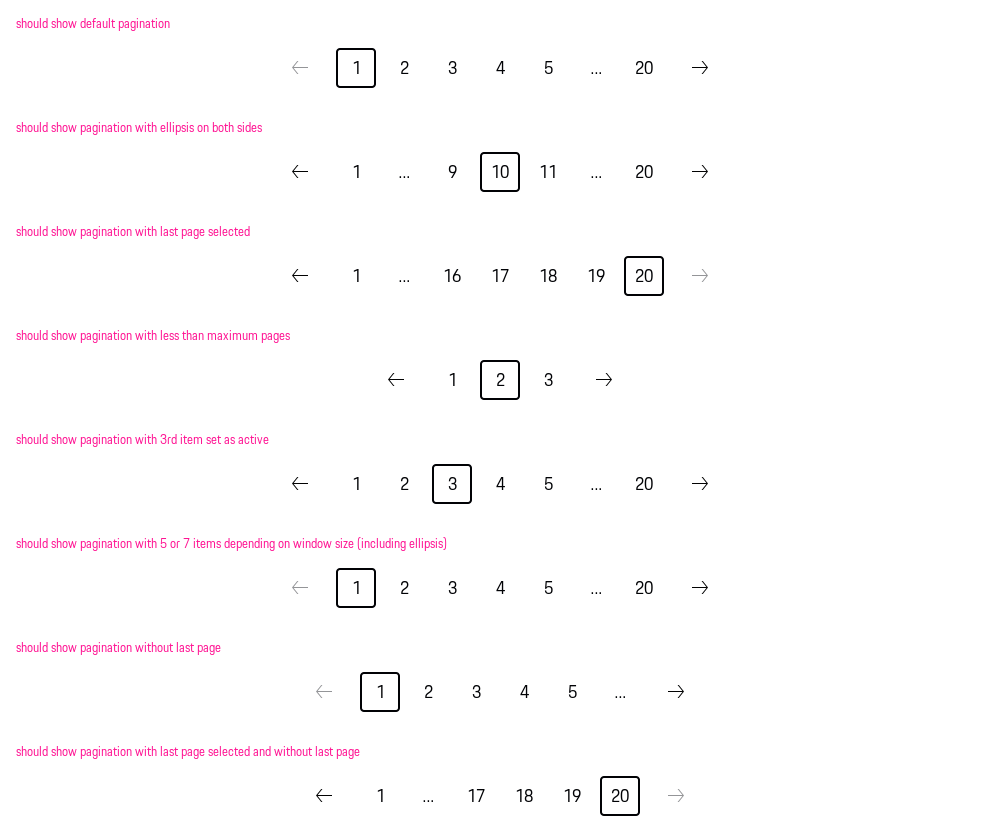 should show default pagination
← 1 2 3 4 5 ... 20 →
should show pagination with ellipsis on both sides
← 1 ... 9 10 11 ... 20 →
should show pagination with last page selected
← 1 ... 16 17 18 19 20 →
should show pagination with less than maximum pages
← 1 2 3 →
should show pagination with 3rd item set as active
← 1 2 3 4 5 ... 20 →
should show pagination with 5 or 7 items depending on window size (including ellipsis)
← 1 2 3 4 5 ... 20 →
should show pagination without last page
← 1 2 3 4 5 ... →
should show pagination with last page selected and without last page
← 1 ... 17 18 19 20 →